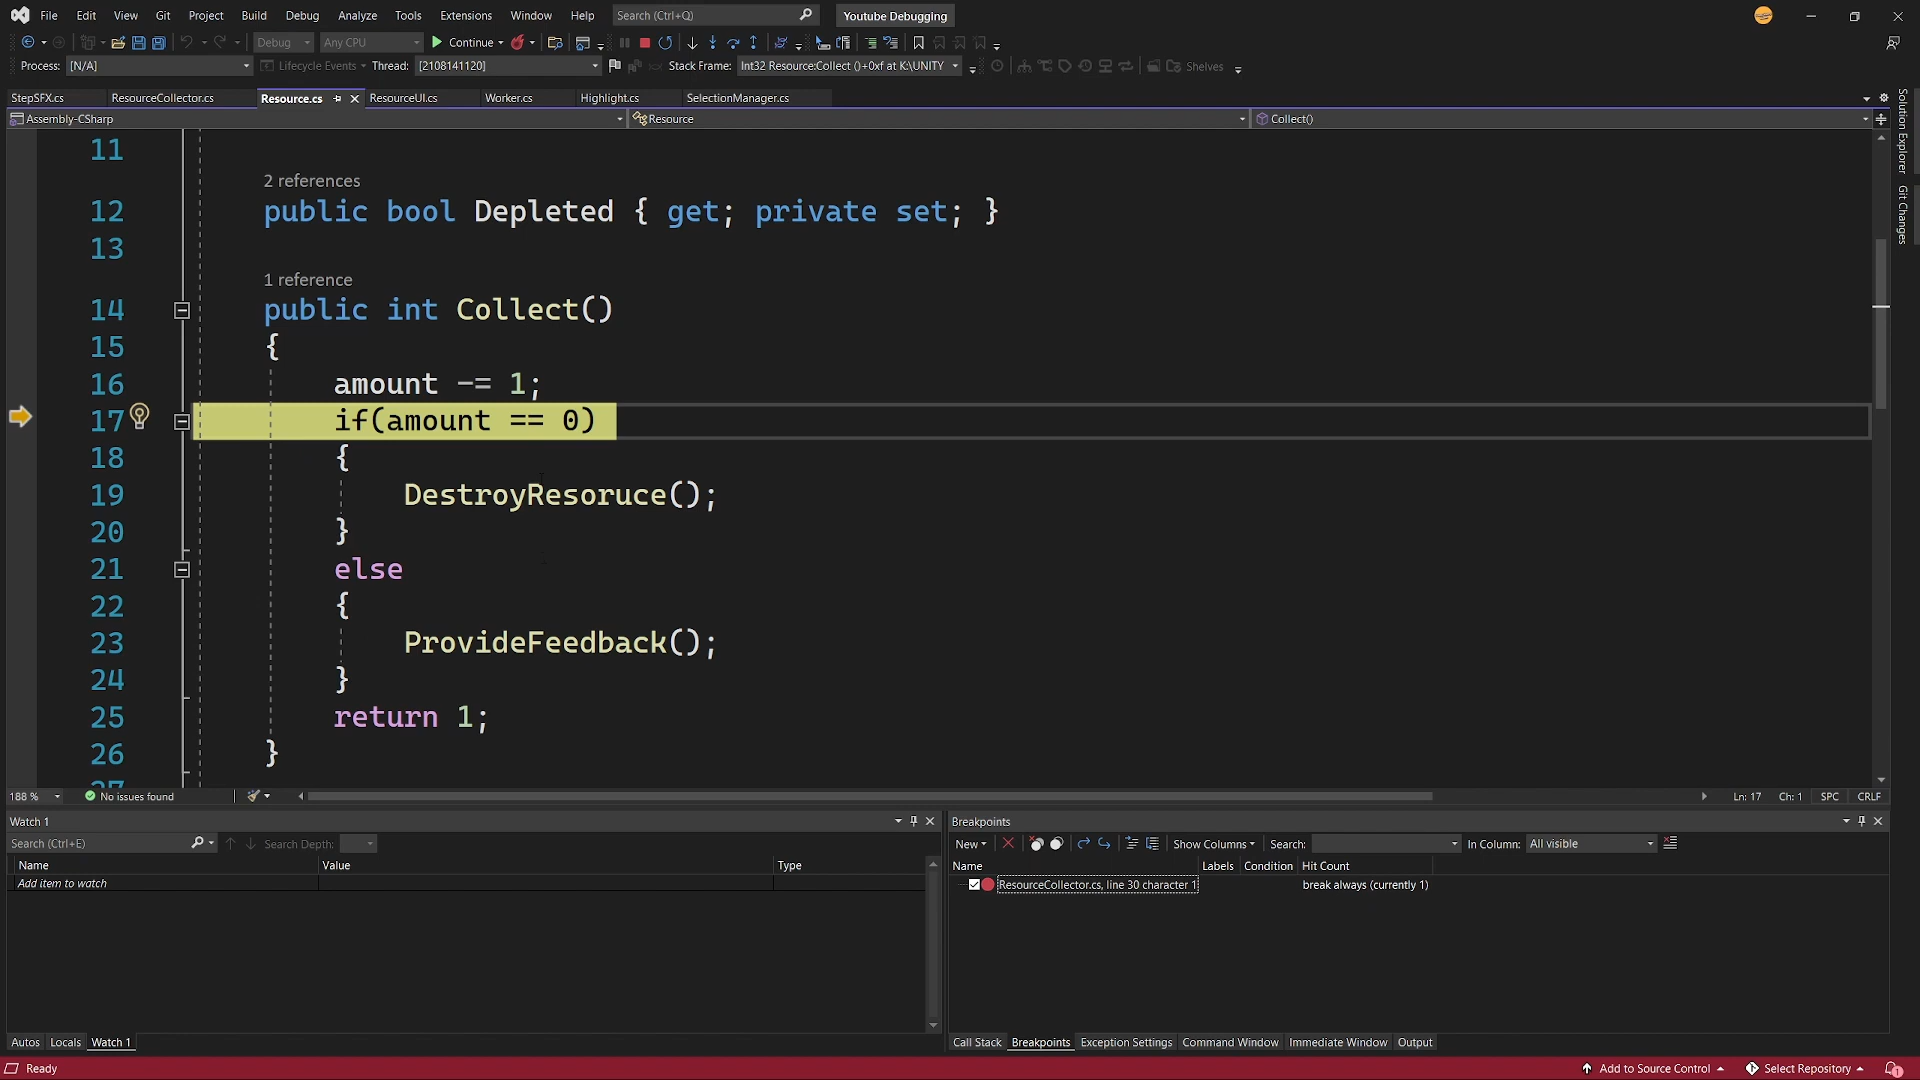 File Edit View Git Project Build Debug Test Analyze Tools Extensions Window Help Search (Ctrl+Q) Youtube Debugging
Debug Any CPU Continue
Process: [N/A] Lifecycle Events Thread: [2108141120] Stack Frame: Int32 Resource:Collect ()+0xf at K:\UNITY Shelves
StepSFX.cs ResourceCollector.cs Resource.cs ResourceUI.cs Worker.cs Highlight.cs SelectionManager.cs
Assembly-CSharp Resource Collect()
11
2 references
12 public bool Depleted { get; private set; }
13
1 reference
14 public int Collect()
15 {
16 amount -= 1;
17 if(amount == 0)
18 {
19 DestroyResoruce();
20 }
21 else
22 {
23 ProvideFeedback();
24 }
25 return 1;
26 }
27
188 % No issues found Ln: 17 Ch: 1 SPC CRLF
Watch 1
Search (Ctrl+E) Search Depth:
Name Value Type
Add item to watch
Autos Locals Watch 1
Breakpoints
New Show Columns Search: In Column: All visible
Name Labels Condition Hit Count
ResourceCollector.cs, line 30 character 1 break always (currently 1)
Call Stack Breakpoints Exception Settings Command Window Immediate Window Output
Ready Add to Source Control Select Repository 1
Solution Explorer
Git Changes